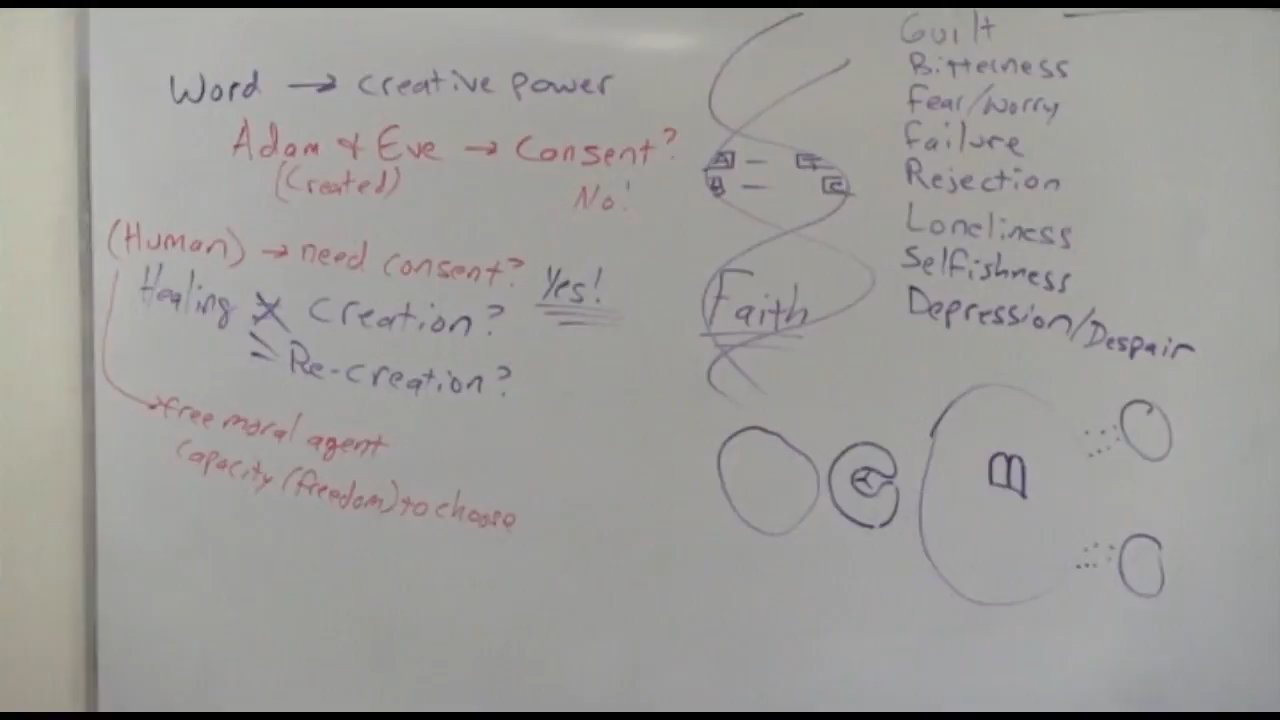 Word → creative power
Adam & Eve → Consent?
(Created)
No!
(Human) → need consent?
Yes!
Healing
Creation?
= Re-creation?
free moral agent
capacity (freedom) to choose
A —
B —
C
Faith
Guilt
Bitterness
Fear/worry
Failure
Rejection
Loneliness
Selfishness
Depression/Despair